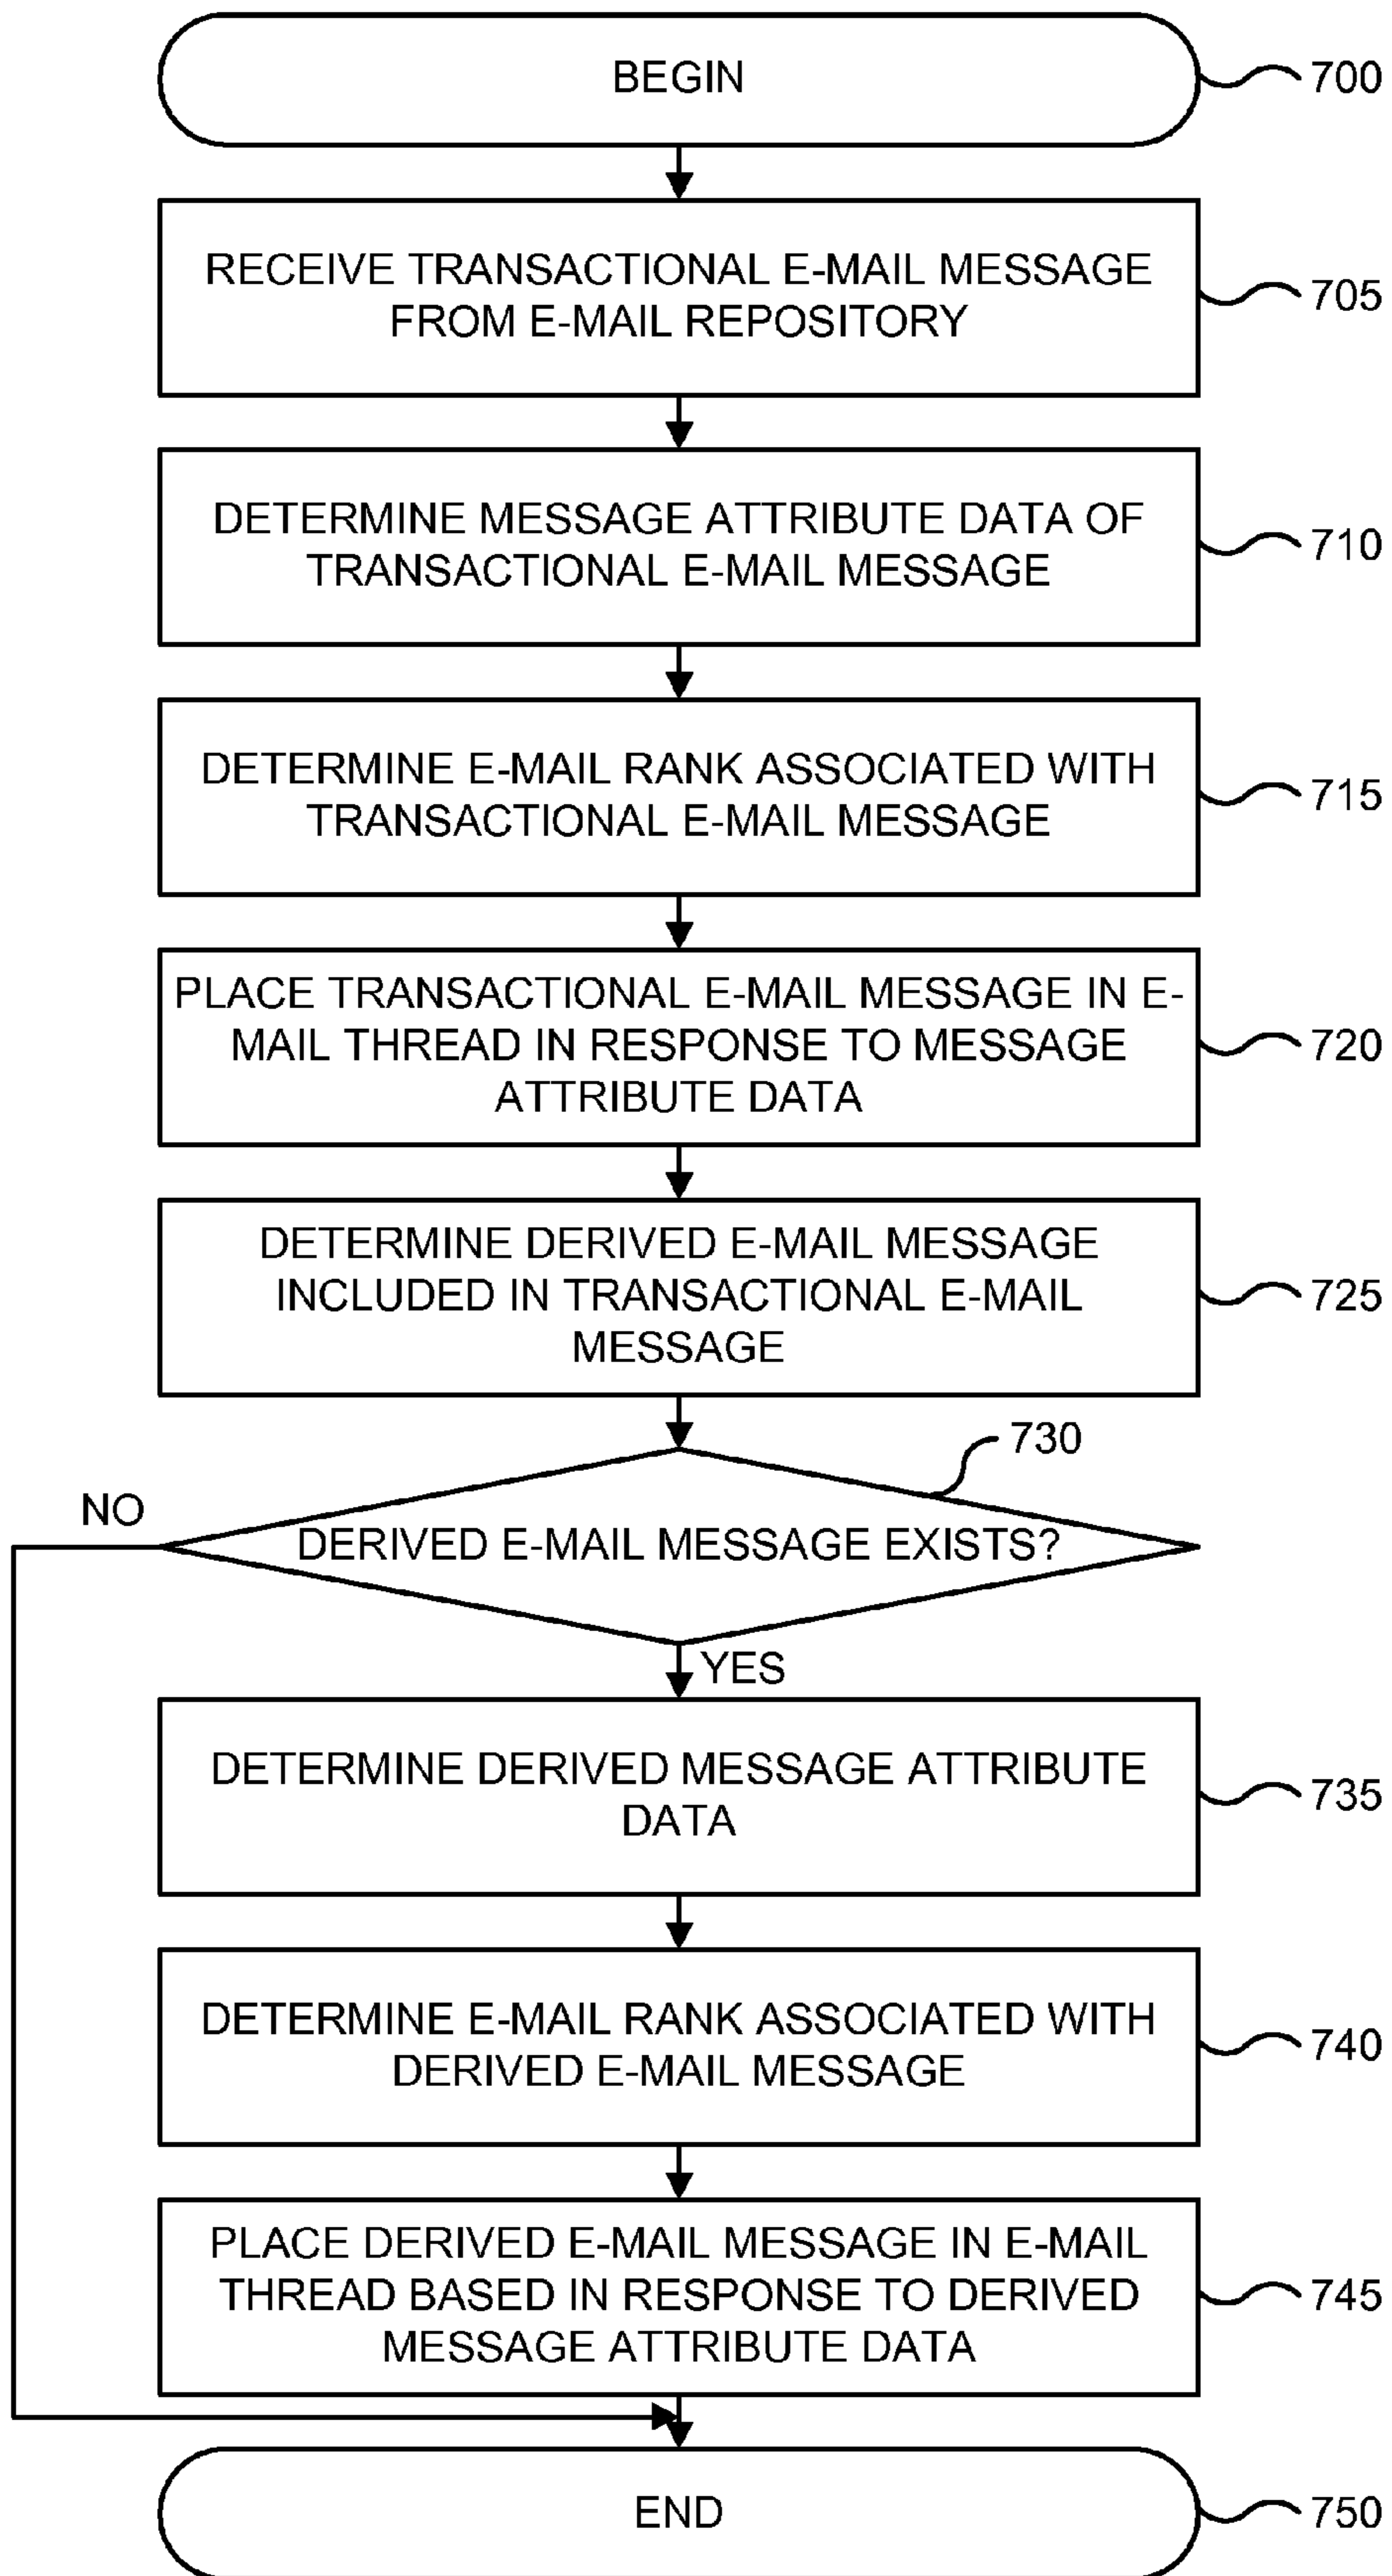 BEGIN
700
RECEIVE TRANSACTIONAL E-MAIL MESSAGE
FROM E-MAIL REPOSITORY
705
DETERMINE MESSAGE ATTRIBUTE DATA OF
TRANSACTIONAL E-MAIL MESSAGE
710
DETERMINE E-MAIL RANK ASSOCIATED WITH
TRANSACTIONAL E-MAIL MESSAGE
715
PLACE TRANSACTIONAL E-MAIL MESSAGE IN E-
MAIL THREAD IN RESPONSE TO MESSAGE
ATTRIBUTE DATA
720
DETERMINE DERIVED E-MAIL MESSAGE
INCLUDED IN TRANSACTIONAL E-MAIL
MESSAGE
725
730
NO
DERIVED E-MAIL MESSAGE EXISTS?
YES
DETERMINE DERIVED MESSAGE ATTRIBUTE
DATA
735
DETERMINE E-MAIL RANK ASSOCIATED WITH
DERIVED E-MAIL MESSAGE
740
PLACE DERIVED E-MAIL MESSAGE IN E-MAIL
THREAD BASED IN RESPONSE TO DERIVED
MESSAGE ATTRIBUTE DATA
745
END
750